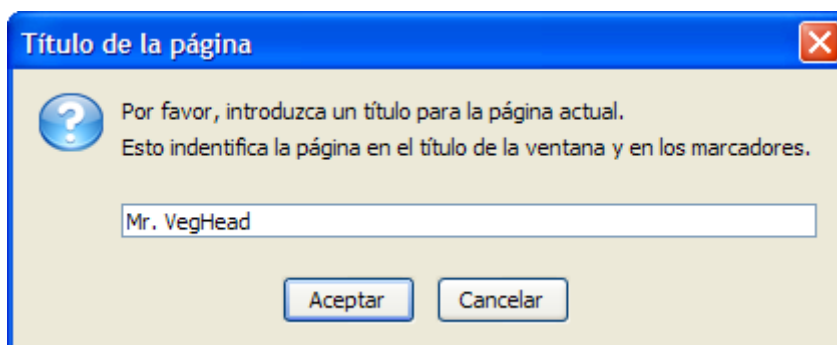 Título de la página
Por favor, introduzca un título para la página actual.
Esto indentifica la página en el título de la ventana y en los marcadores.
Mr. VegHead
Aceptar
Cancelar